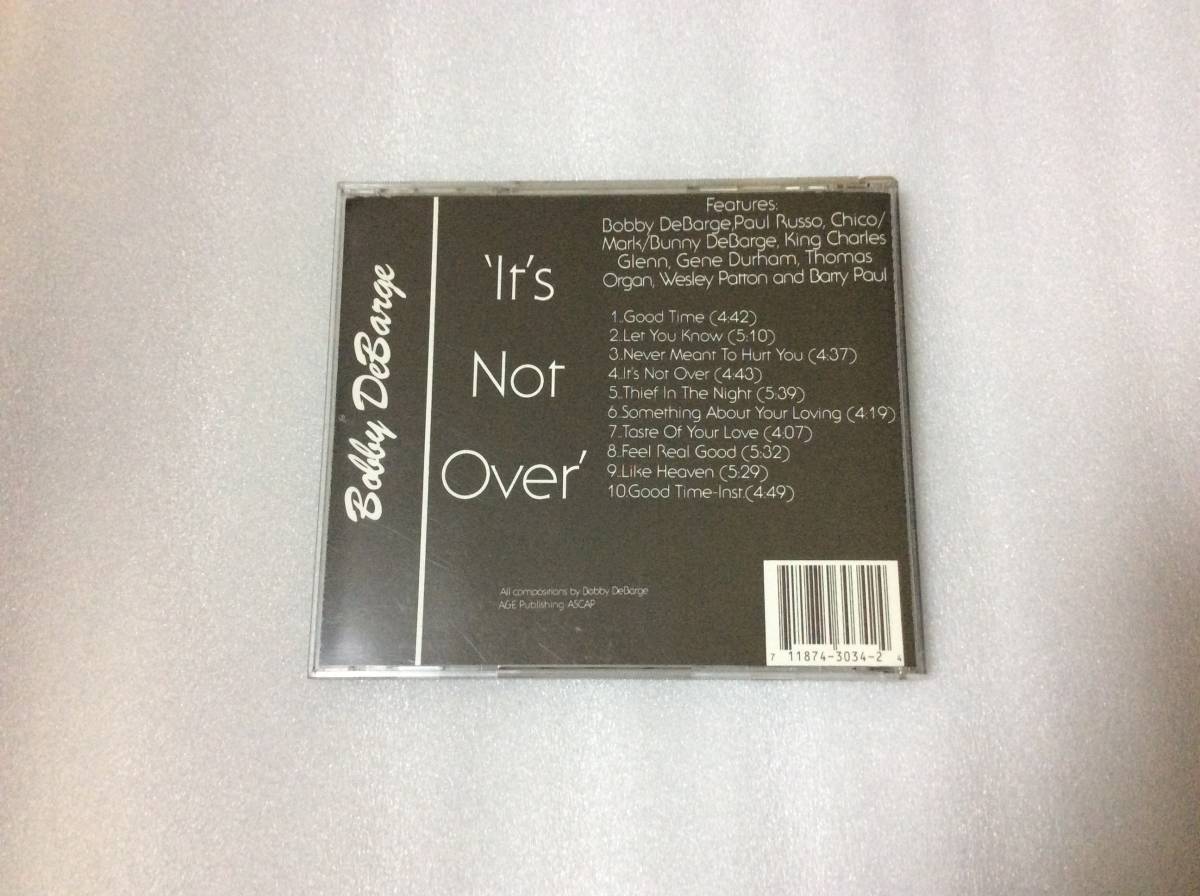 Bobby DeBarge
'It's
Not
Over'
Features:
Bobby DeBarge,Paul Russo, Chico/
Mark/Bunny DeBarge, King Charles
Glenn, Gene Durham, Thomas
Organ, Wesley Patton and Barry Paul
1..Good Time (4:42)
2..Let You Know (5:10)
3..Never Meant To Hurt You (4:37)
4..It's Not Over (4:43)
5..Thief In The Night (5:39)
6..Something About Your Loving (4:19)
7..Taste Of Your Love (4:07)
8..Feel Real Good (5:32)
9..Like Heaven (5:29)
10..Good Time-Inst.(4:49)
All compositions by Bobby DeBarge
AGE Publishing ASCAP
7 11874-3034-2 4